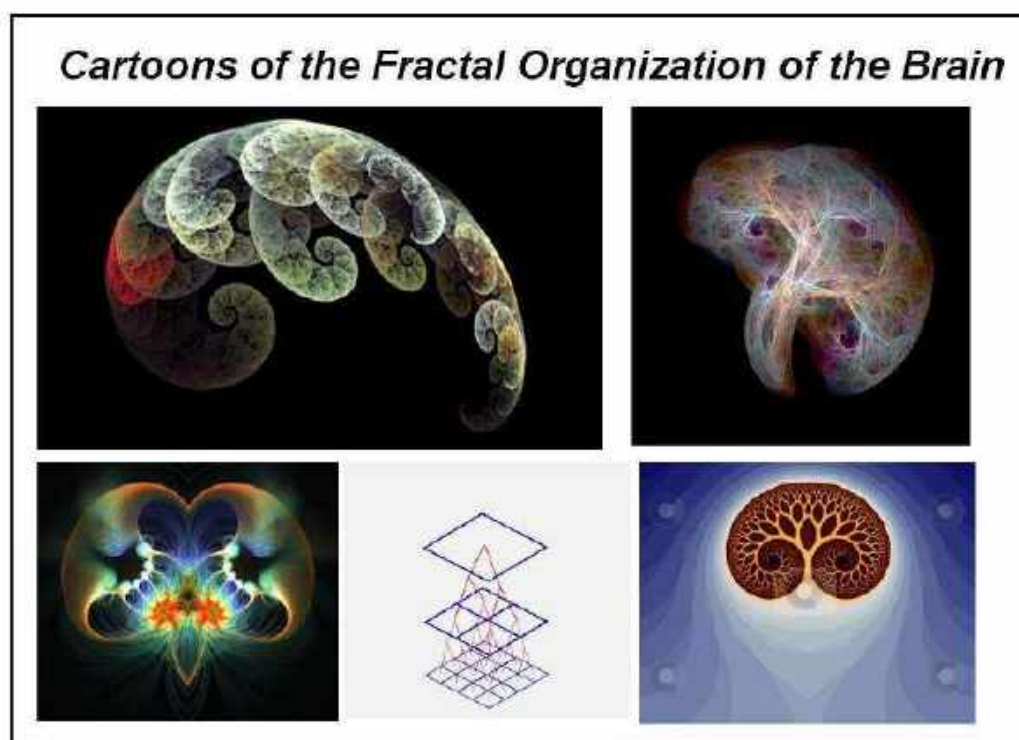 Cartoons of the Fractal Organization of the Brain